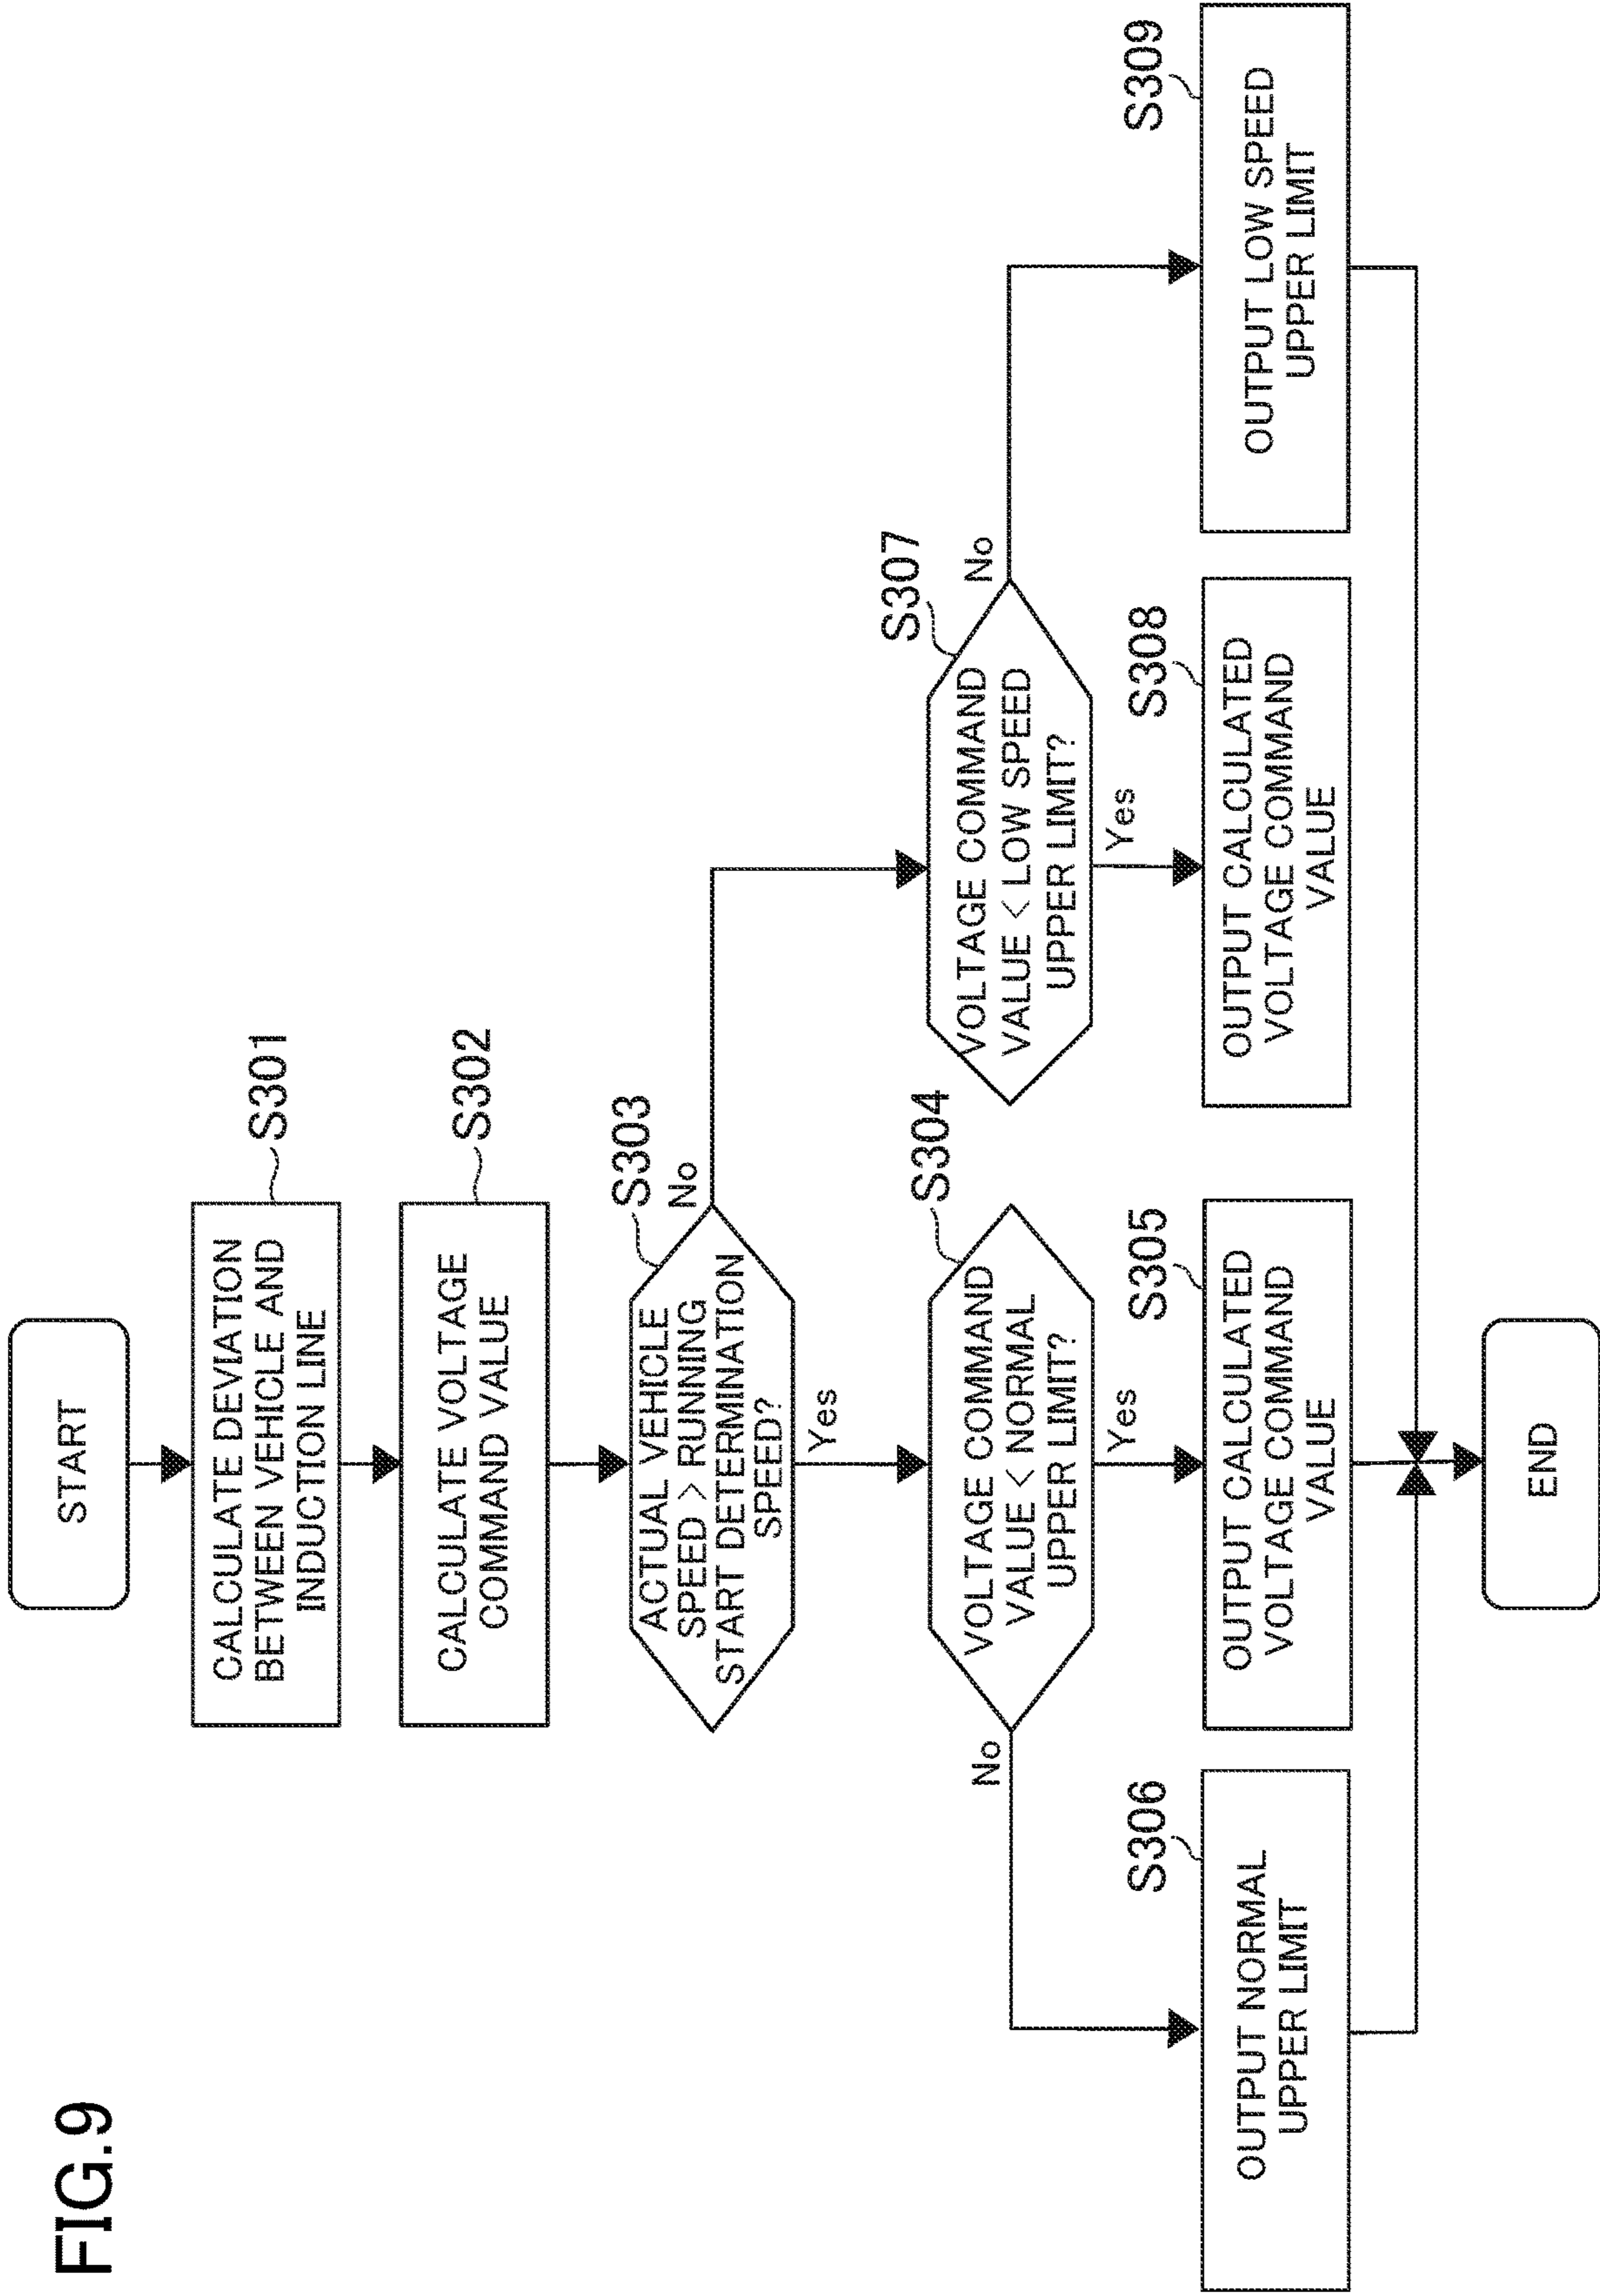 FIG.9
START
CALCULATE DEVIATION
BETWEEN VEHICLE AND
INDUCTION LINE
S301
CALCULATE VOLTAGE
COMMAND VALUE
S302
ACTUAL VEHICLE
SPEED > RUNNING
START DETERMINATION
SPEED?
S303
No
Yes
VOLTAGE COMMAND
VALUE < NORMAL
UPPER LIMIT?
S304
No
Yes
VOLTAGE COMMAND
VALUE < LOW SPEED
UPPER LIMIT?
S307
No
Yes
OUTPUT NORMAL
UPPER LIMIT
S306
OUTPUT CALCULATED
VOLTAGE COMMAND
VALUE
S305
OUTPUT CALCULATED
VOLTAGE COMMAND
VALUE
S308
OUTPUT LOW SPEED
UPPER LIMIT
S309
END